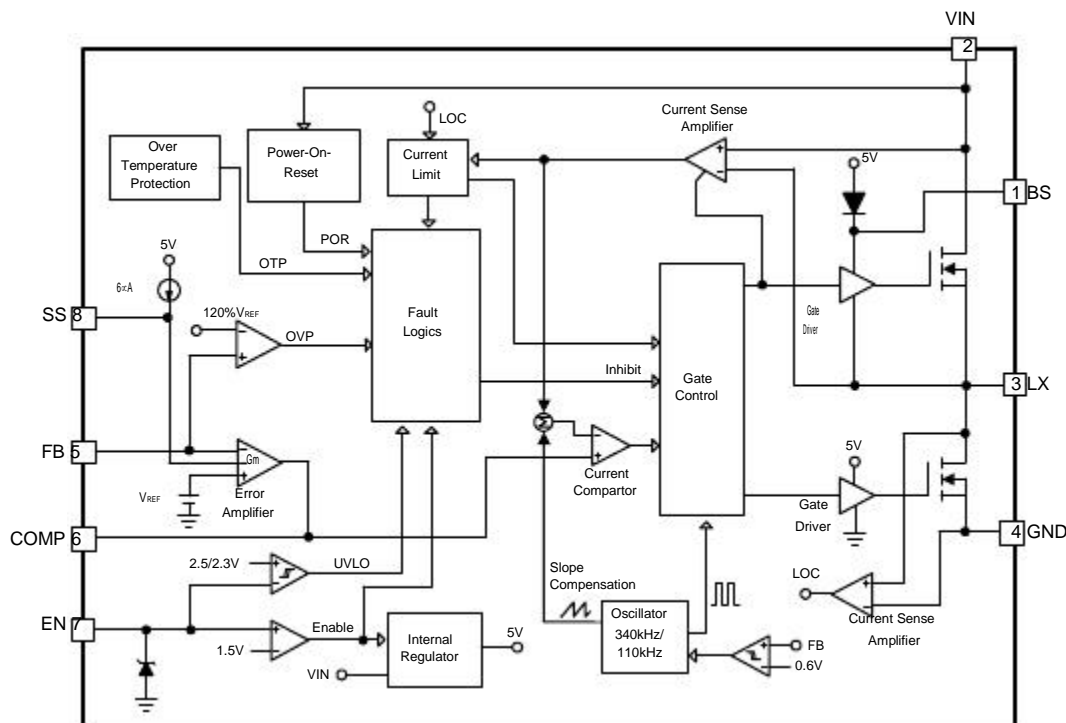 VIN
2
LOC
Current Sense
Amplifier
Over
Temperature
Protection
Power-On-
Reset
Current
Limit
5V
1 BS
POR
OTP
5V
6∝A
SS 8
120%VREF
OVP
Fault
Logics
Gate
Driver
Inhibit
Gate
Control
3 LX
FB 5
Gm
Σ
5V
VREF
Error
Amplifier
Current
Compartor
Gate
Driver
COMP 6
4 GND
2.5/2.3V
UVLO
Slope
Compensation
LOC
EN 7
Enable
1.5V
Internal
Regulator
5V
VIN
Oscillator
340kHz/
110kHz
FB
0.6V
Current Sense
Amplifier